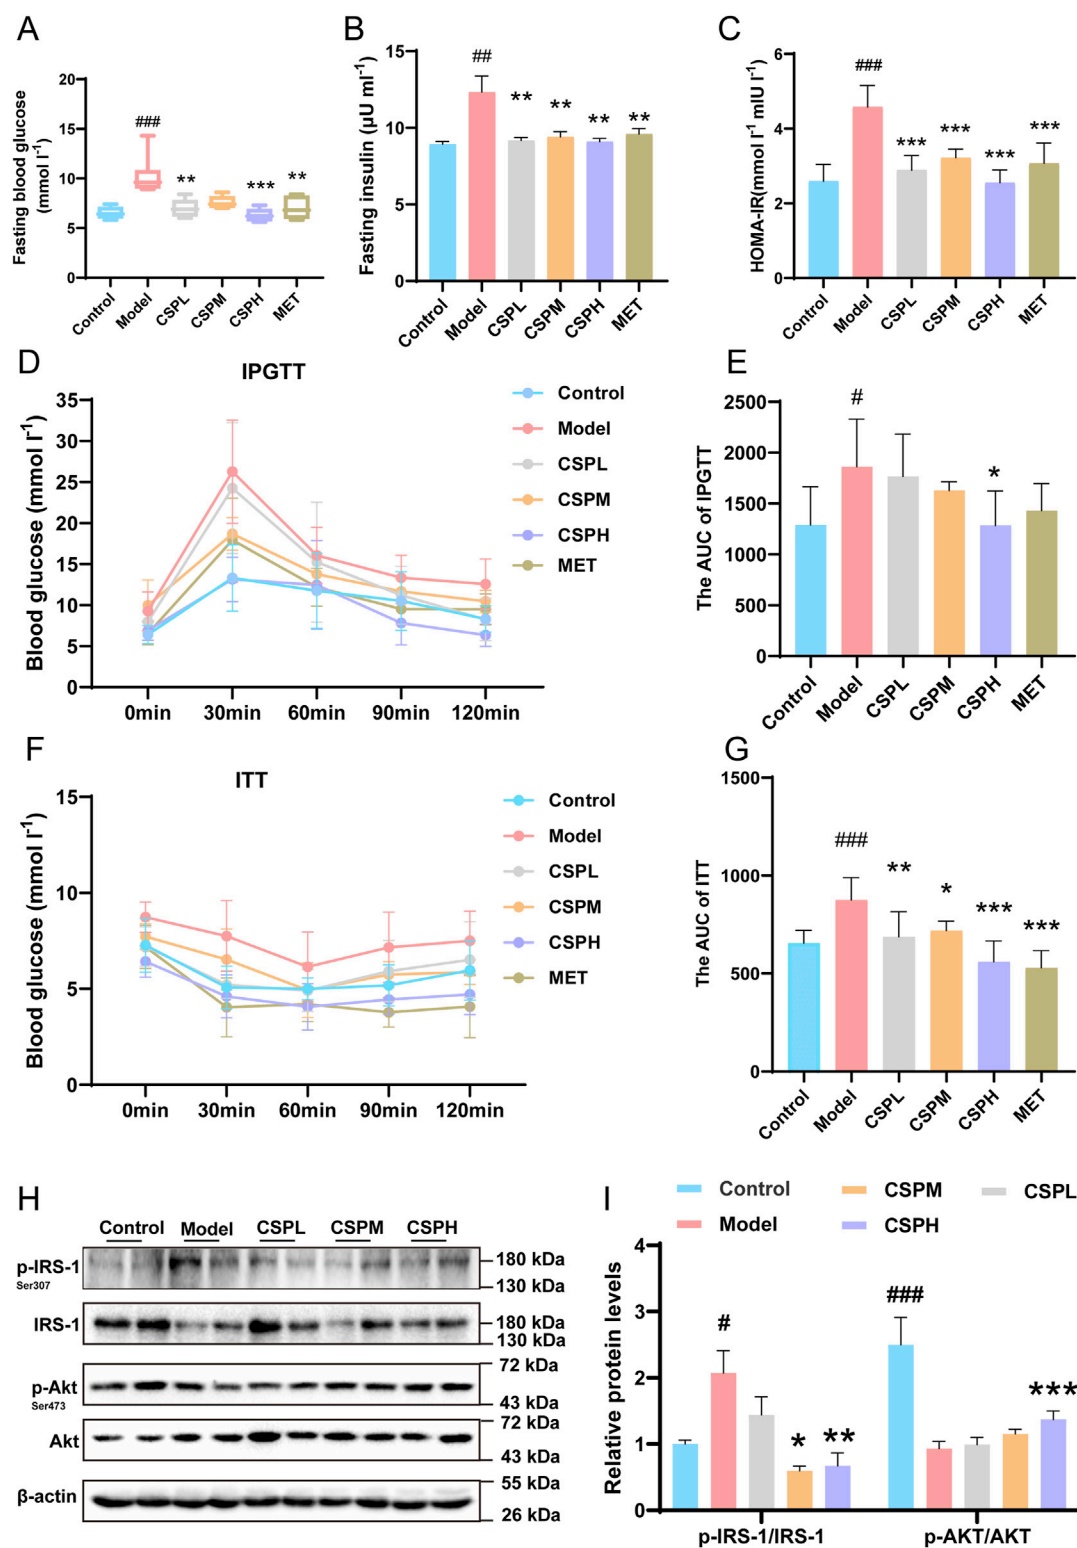 A
Fasting blood glucose
(mmol l-1)
20
15
10
5
0
###
**
***
**
Control
Model
CSPL
CSPM
CSPH
MET
B
Fasting insulin (μU ml-1)
15
10
5
0
##
**
**
**
**
Control
Model
CSPL
CSPM
CSPH
MET
C
HOMA-IR(mmol l-1 mIU l-1)
6
4
2
0
###
***
***
***
***
Control
Model
CSPL
CSPM
CSPH
MET
D
IPGTT
Blood glucose (mmol l-1)
35
30
25
20
15
10
5
0
0min
30min
60min
90min
120min
Control
Model
CSPL
CSPM
CSPH
MET
E
The AUC of IPGTT
2500
2000
1500
1000
500
0
#
*
Control
Model
CSPL
CSPM
CSPH
MET
F
ITT
Blood glucose (mmol l-1)
15
10
5
0
0min
30min
60min
90min
120min
Control
Model
CSPL
CSPM
CSPH
MET
G
The AUC of ITT
1500
1000
500
0
###
**
*
***
***
Control
Model
CSPL
CSPM
CSPH
MET
H
Control Model CSPL CSPM CSPH
p-IRS-1
Ser307
180 kDa
130 kDa
IRS-1
180 kDa
130 kDa
p-Akt
Ser473
72 kDa
43 kDa
Akt
72 kDa
43 kDa
β-actin
55 kDa
26 kDa
I
Control
CSPM
CSPL
Model
CSPH
Relative protein levels
4
3
2
1
0
#
*
**
###
***
p-IRS-1/IRS-1
p-AKT/AKT